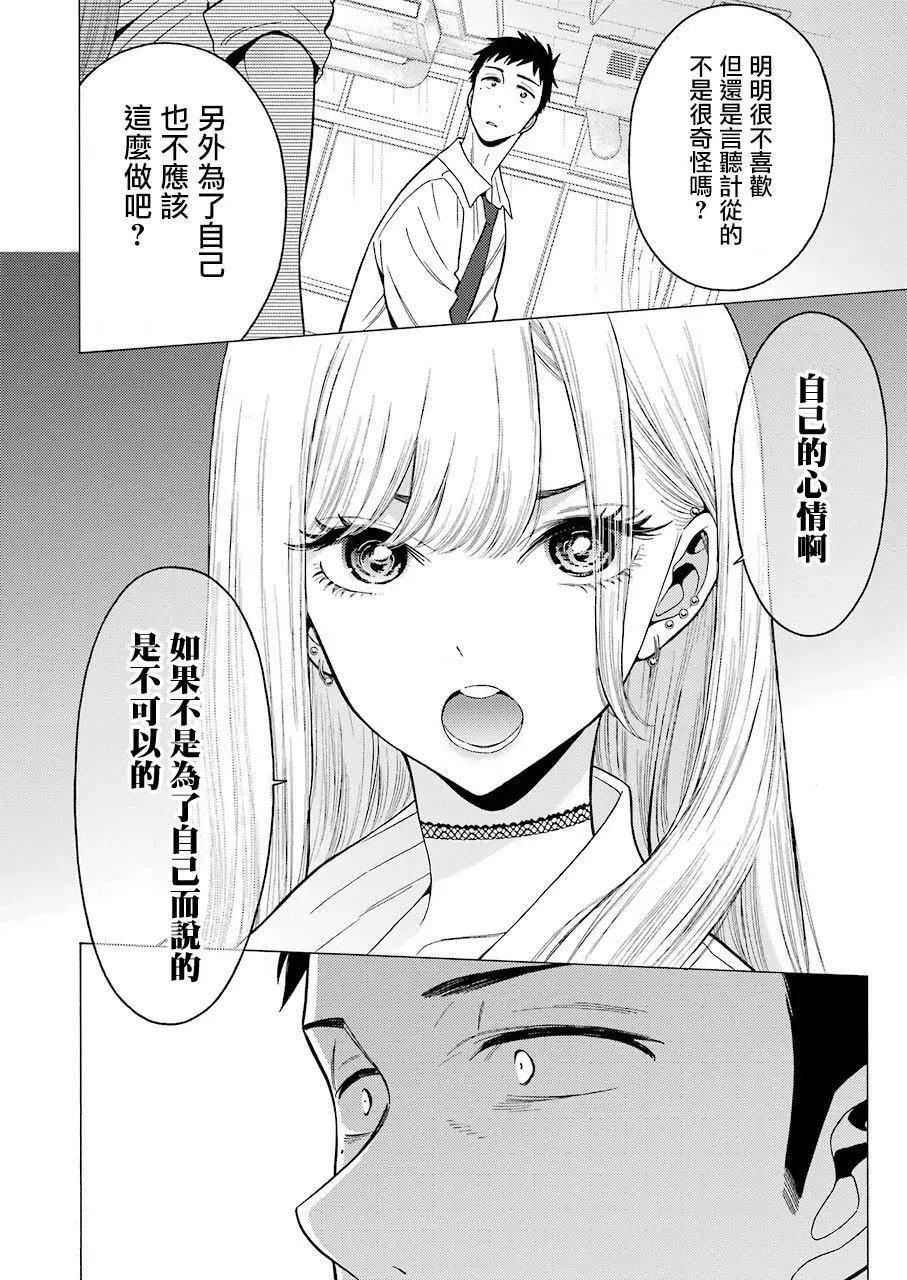 明明很不喜歡
但還是言聽計從的
不是很奇怪嗎？
另外為了自己
也不應該
這麼做吧？
自己的心情啊
如果不是為了自己而說的
是不可以的